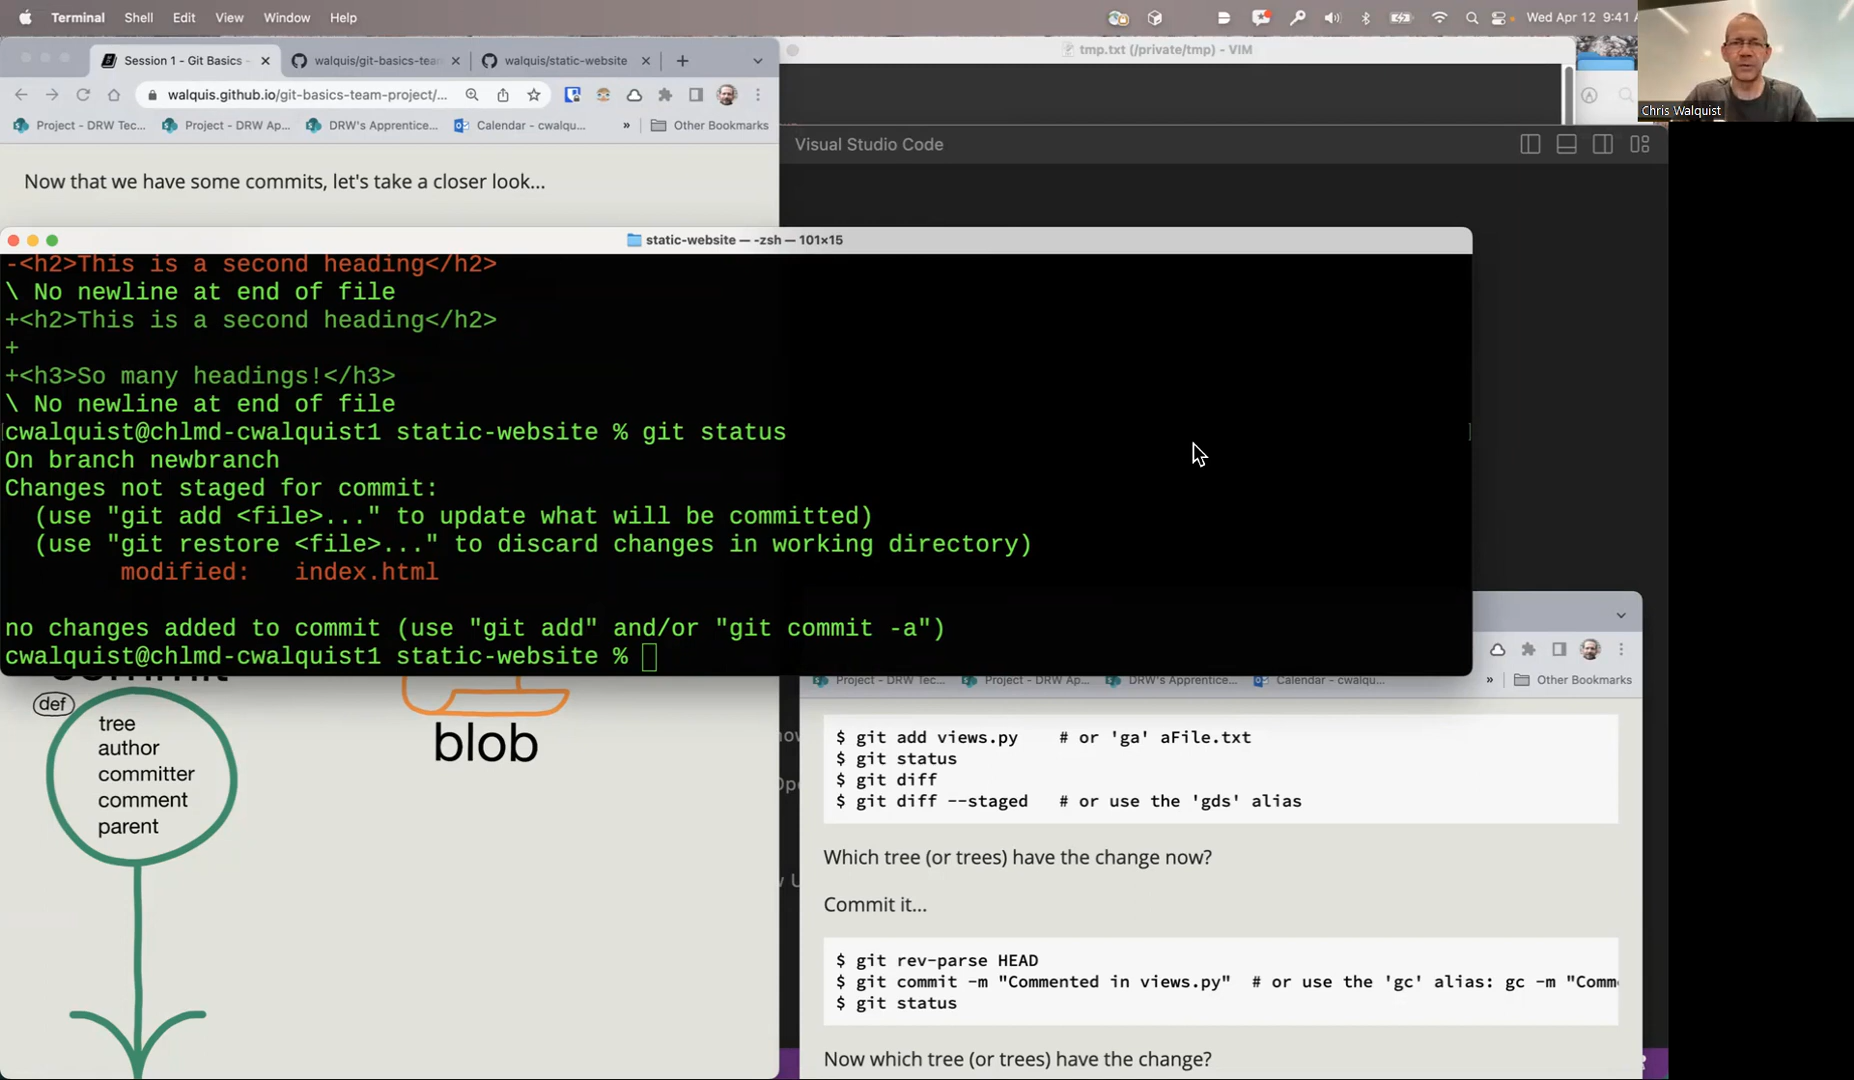 Terminal Shell Edit View Window Help
Wed Apr 12 9:41
Session 1 - Git Basics -
walquis/git-basics-tea
walquis/static-website
tmp.txt (/private/tmp) - VIM
walquis.github.io/git-basics-team-project/...
Project - DRW Tec...
Project - DRW Ap...
DRW's Apprentice...
Calendar - cwalqu...
» Other Bookmarks
Chris Walquist
Visual Studio Code
Now that we have some commits, let's take a closer look...
static-website — -zsh — 101×15
-<h2>This is a second heading</h2>
\ No newline at end of file
+<h2>This is a second heading</h2>
+
+<h3>So many headings!</h3>
\ No newline at end of file
cwalquist@chlmd-cwalquist1 static-website % git status
On branch newbranch
Changes not staged for commit:
  (use "git add <file>..." to update what will be committed)
  (use "git restore <file>..." to discard changes in working directory)
        modified:   index.html
no changes added to commit (use "git add" and/or "git commit -a")
cwalquist@chlmd-cwalquist1 static-website %
def
tree
author
committer
comment
parent
blob
Project - DRW Tec...
Project - DRW Ap...
DRW's Apprentice...
Calendar - cwalqu...
» Other Bookmarks
$ git add views.py    # or 'ga' aFile.txt
$ git status
$ git diff
$ git diff --staged   # or use the 'gds' alias
Which tree (or trees) have the change now?
Commit it...
$ git rev-parse HEAD
$ git commit -m "Commented in views.py"  # or use the 'gc' alias: gc -m "Comm
$ git status
Now which tree (or trees) have the change?